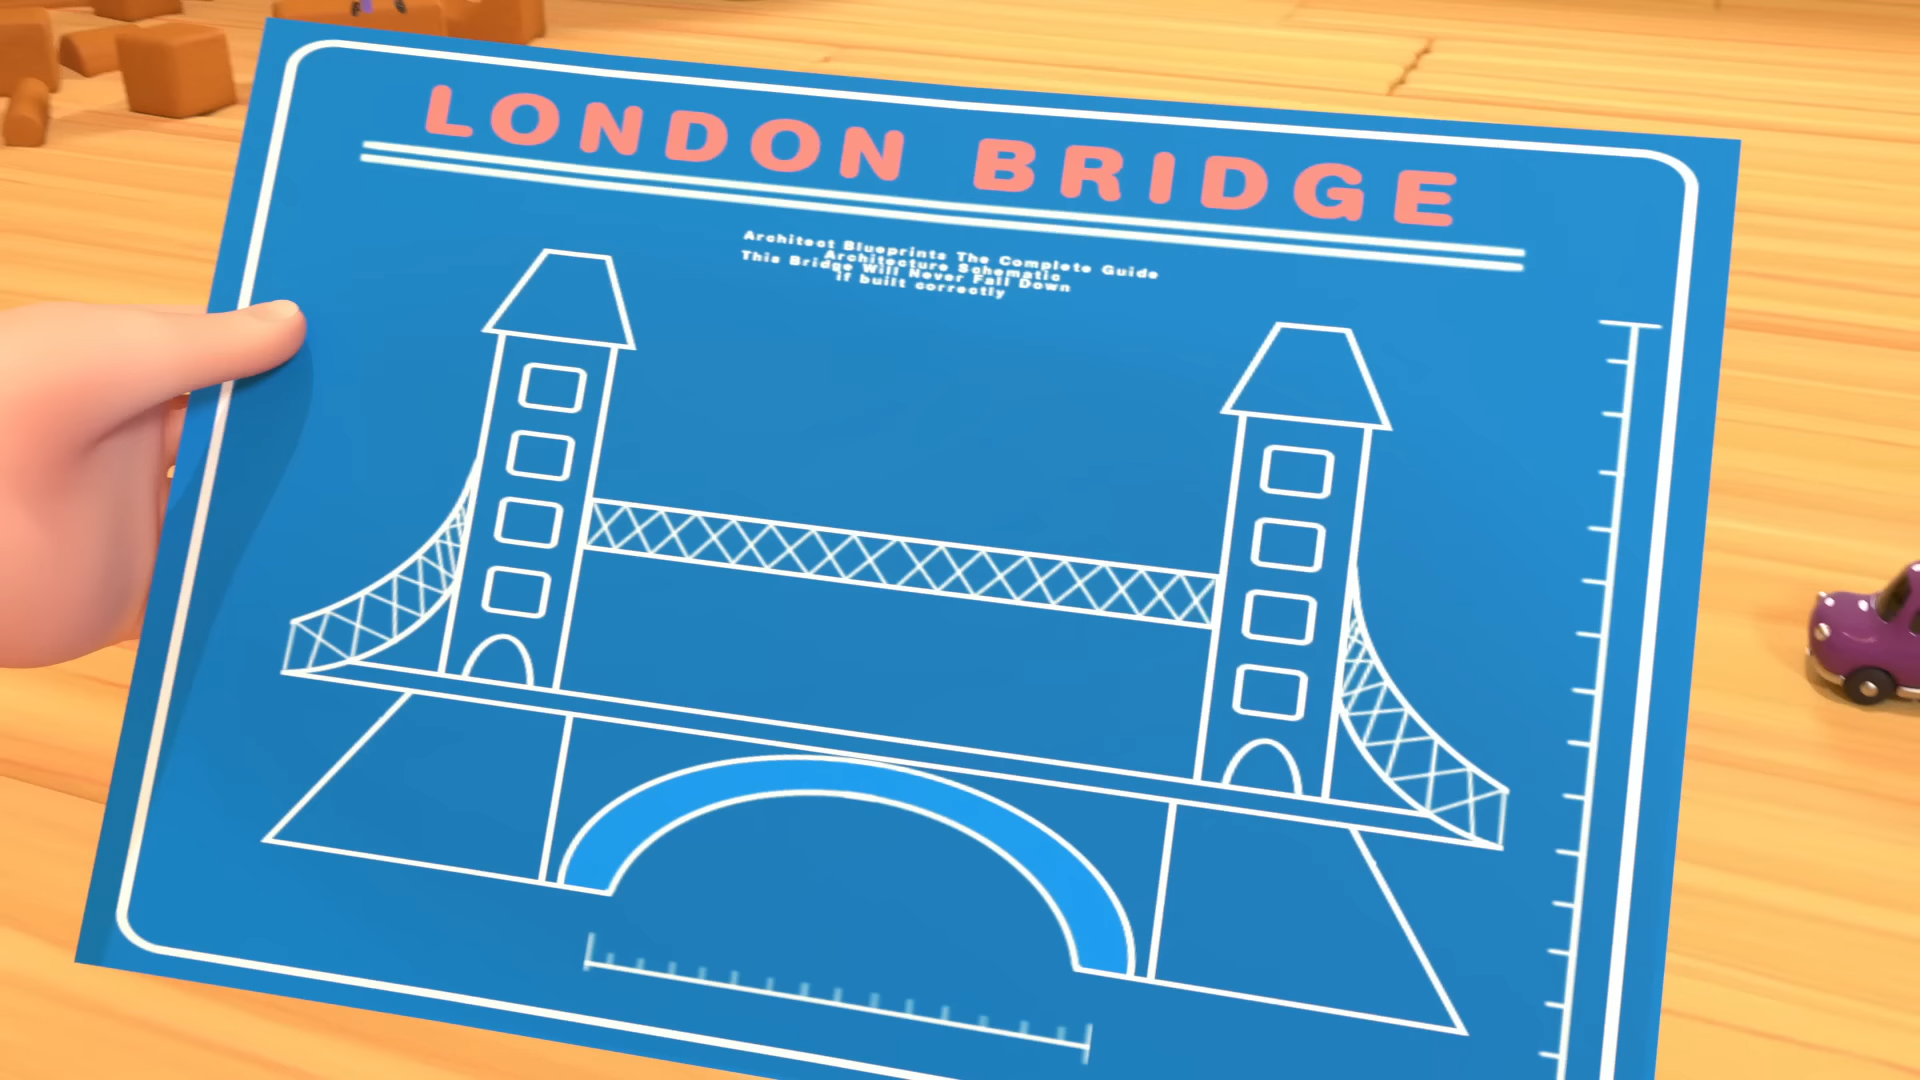 LONDON BRIDGE
Architect Blueprints The Complete Guide
Architecture Schematic
This Bridge Will Never Fall Down
If built correctly